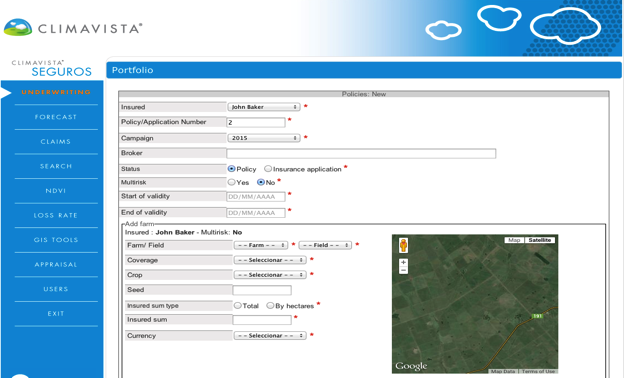 CLIMAVISTA®
CLIMAVISTA®
SEGUROS
Portfolio
UNDERWRITING
FORECAST
CLAIMS
SEARCH
NDVI
LOSS RATE
GIS TOOLS
APPRAISAL
USERS
EXIT
Policies: New
Insured John Baker *
Policy/Application Number 2 *
Campaign 2015 *
Broker
Status Policy Insurance application *
Multirisk Yes No *
Start of validity DD/MM/AAAA *
End of validity DD/MM/AAAA *
Add farm
Insured : John Baker - Multirisk: No
Farm/ Field -- Farm -- * -- Field -- *
Coverage -- Seleccionar -- *
Crop -- Seleccionar -- *
Seed
Insured sum type Total By hectares *
Insured sum *
Currency -- Seleccionar -- *
Map Satellite
+
−
191
Google
Map Data Terms of Use